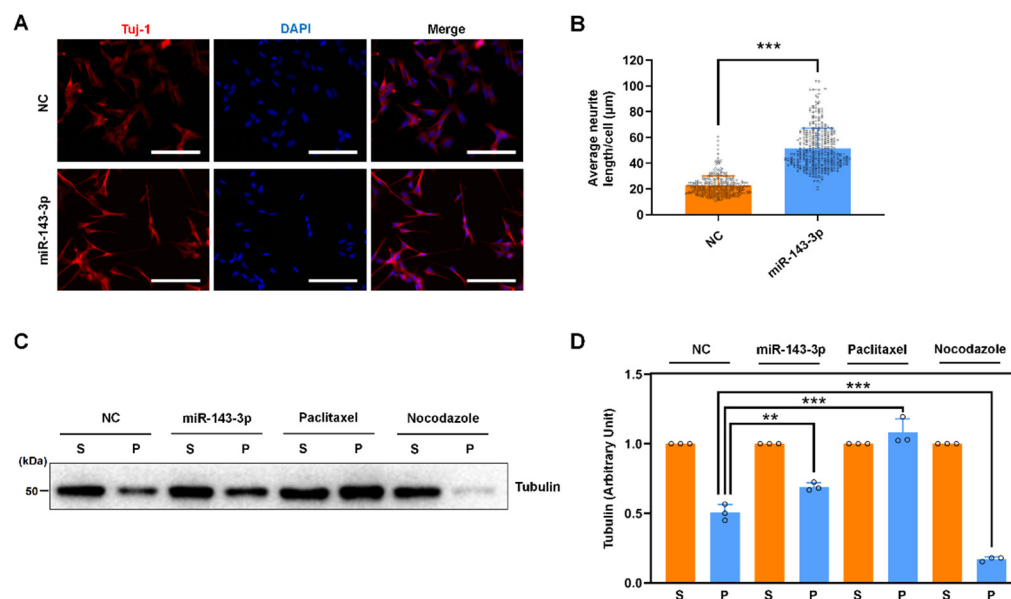 A
Tuj-1 DAPI Merge
NC
miR-143-3p
B
***
Average neurite
length/cell (µm)
120
100
80
60
40
20
0
NC
miR-143-3p
C
NC miR-143-3p Paclitaxel Nocodazole
S P S P S P S P
(kDa)
50
Tubulin
D
NC miR-143-3p Paclitaxel Nocodazole
Tubulin (Arbitrary Unit)
1.5
1.0
0.5
0.0
***
***
**
S P S P S P S P